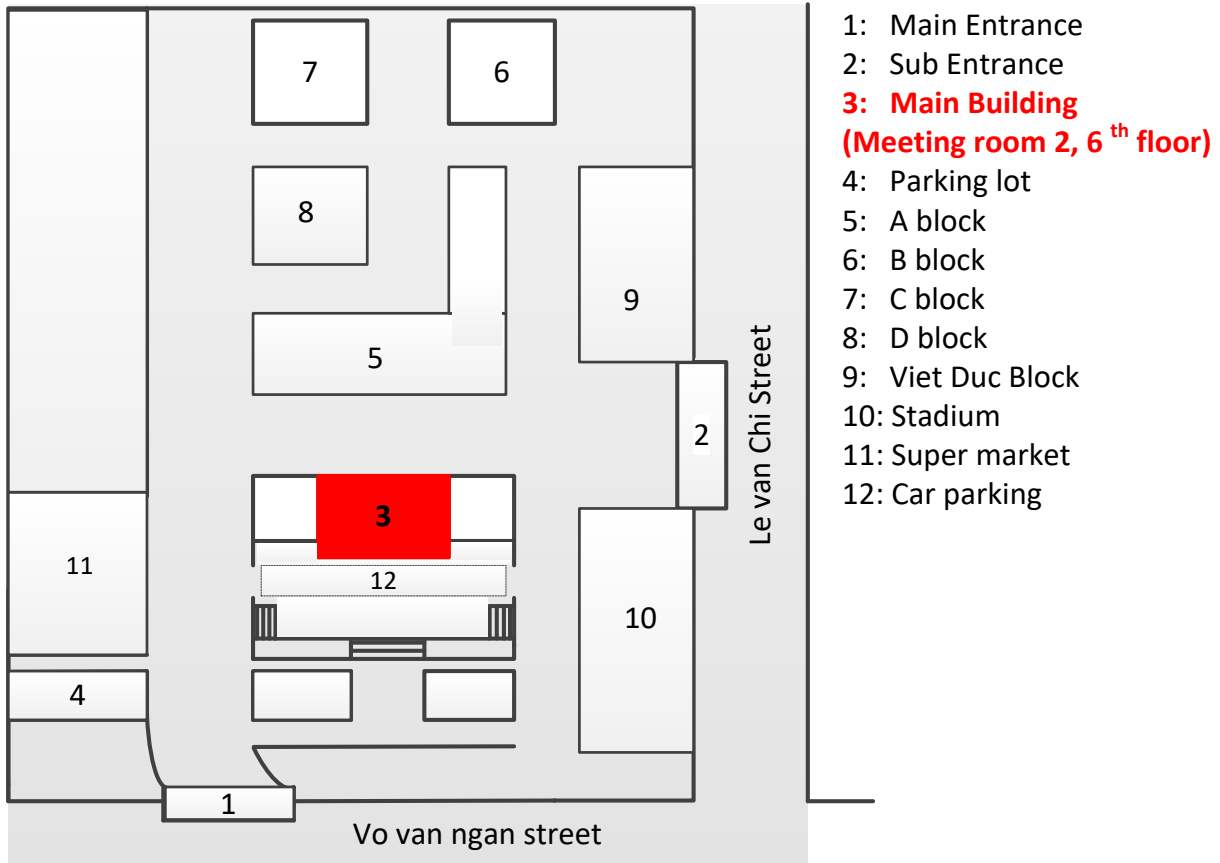 7
6
8
9
5
2
3
11
12
10
4
1
Vo van ngan street
Le van Chi Street
1: Main Entrance
2: Sub Entrance
3: Main Building
(Meeting room 2, 6 th floor)
4: Parking lot
5: A block
6: B block
7: C block
8: D block
9: Viet Duc Block
10: Stadium
11: Super market
12: Car parking